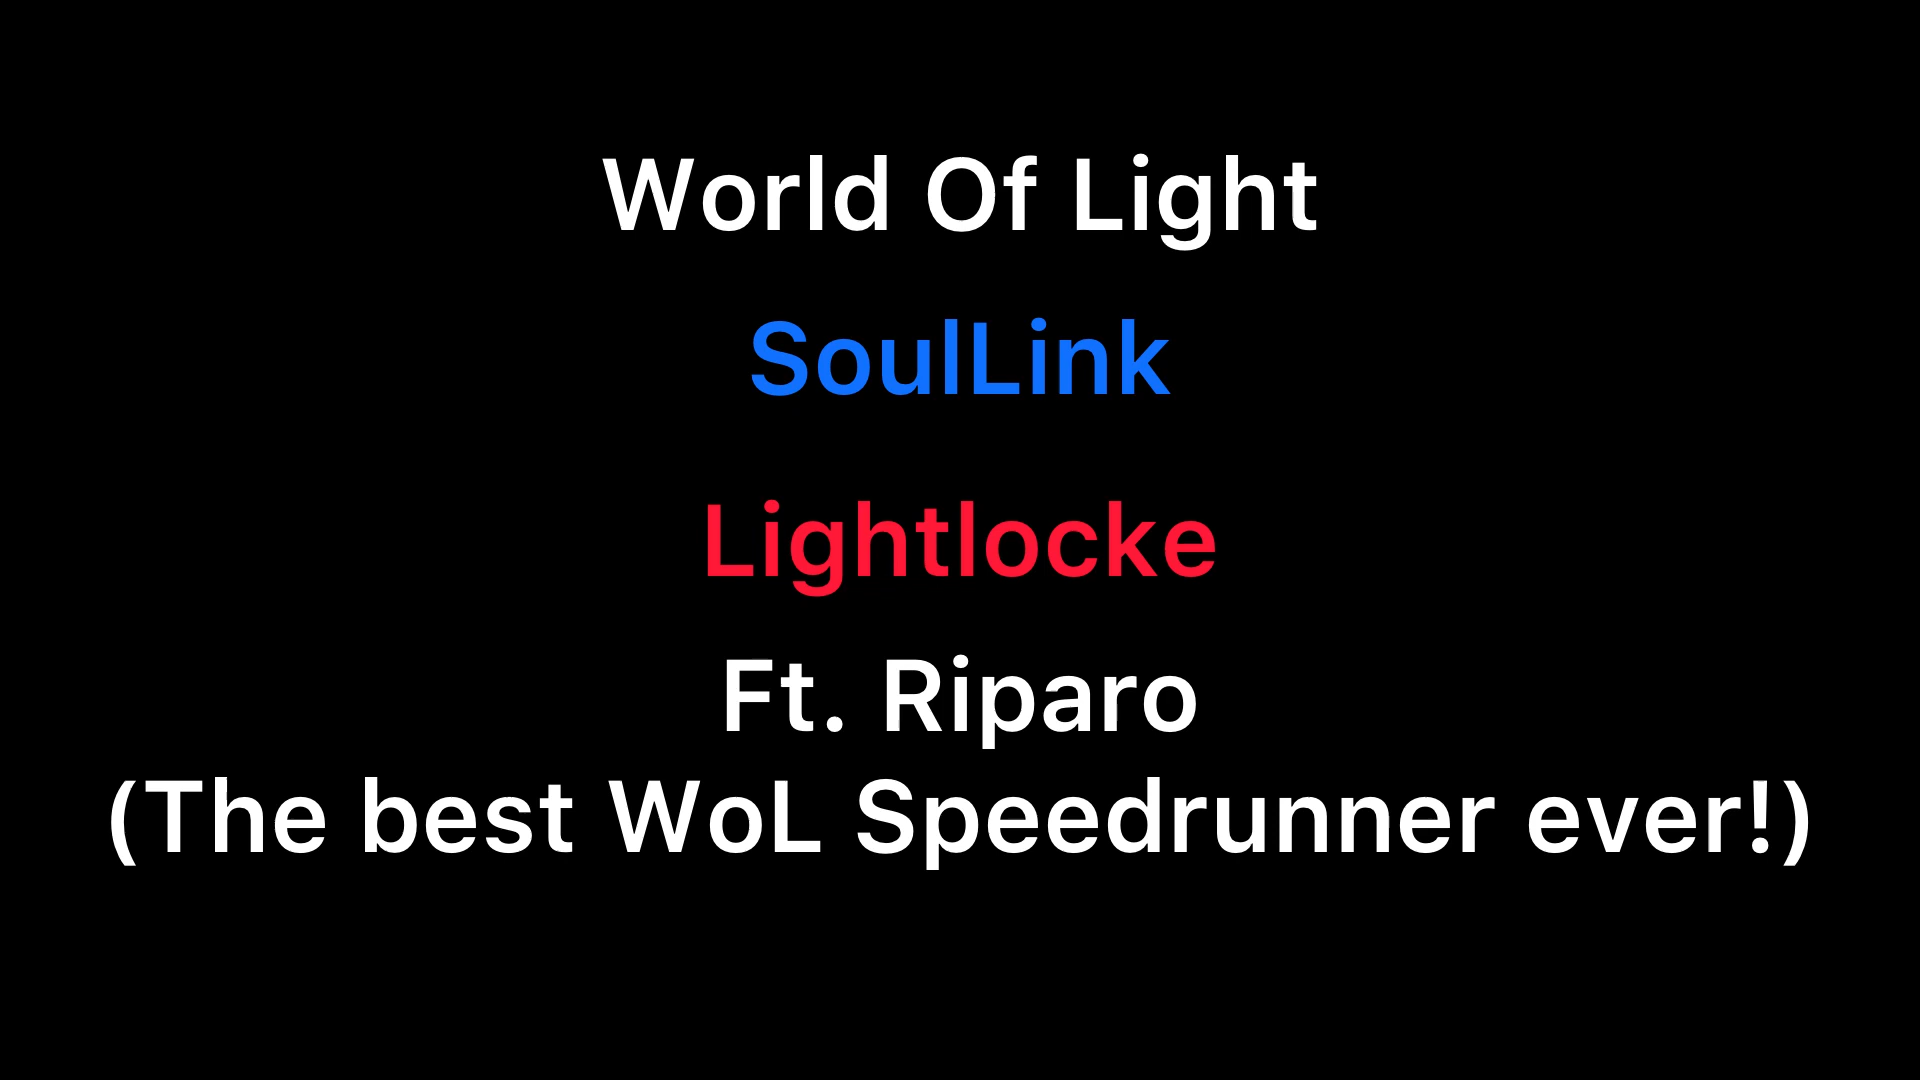 World Of Light
SoulLink
Lightlocke
Ft. Riparo
(The best WoL Speedrunner ever!)